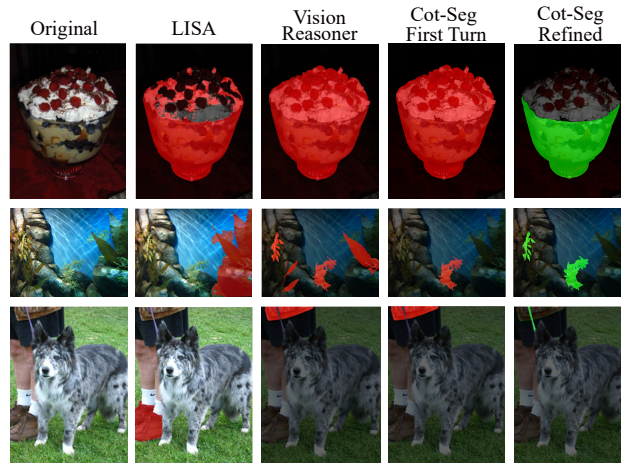 Original
LISA
Vision
Reasoner
Cot-Seg
First Turn
Cot-Seg
Refined